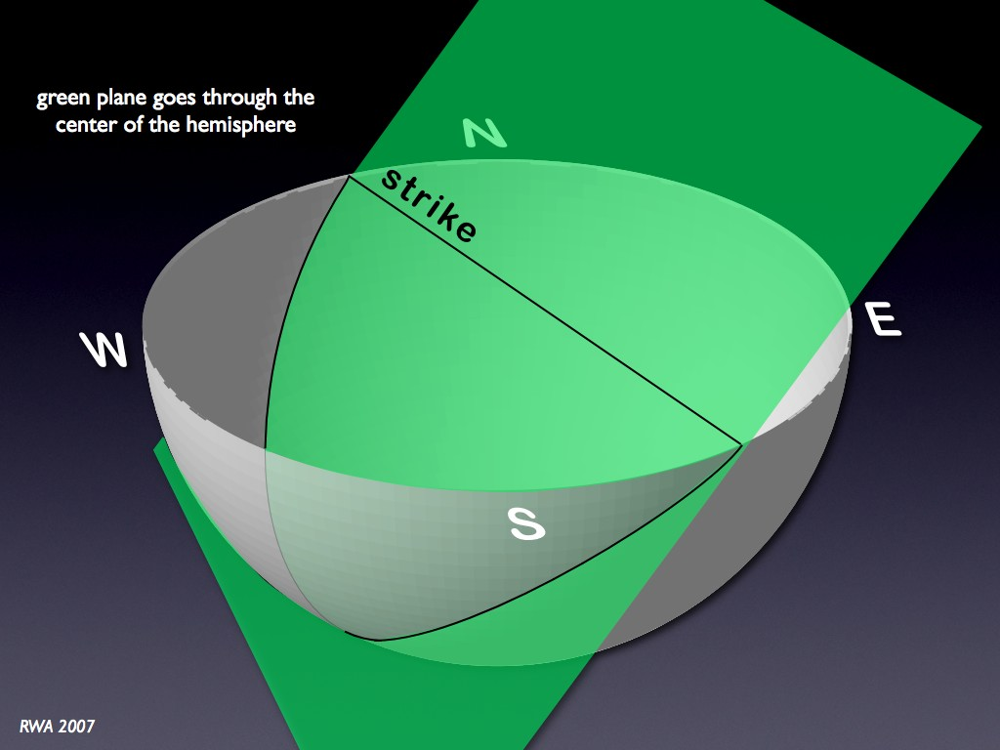 green plane goes through the
center of the hemisphere
N
strike
E
W
S
RWA 2007